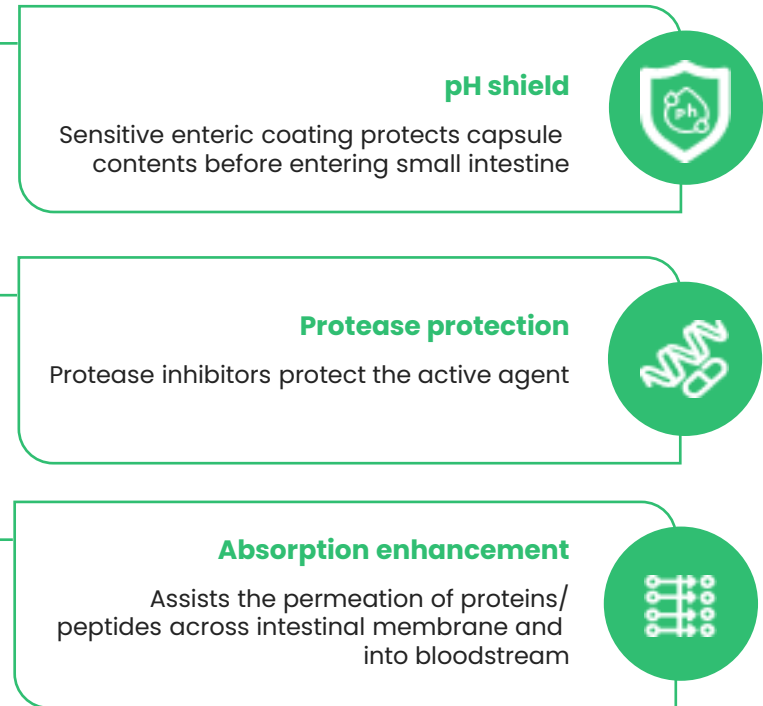 pH shield
Sensitive enteric coating protects capsule
contents before entering small intestine
ph
Protease protection
Protease inhibitors protect the active agent
Absorption enhancement
Assists the permeation of proteins/
peptides across intestinal membrane and
into bloodstream